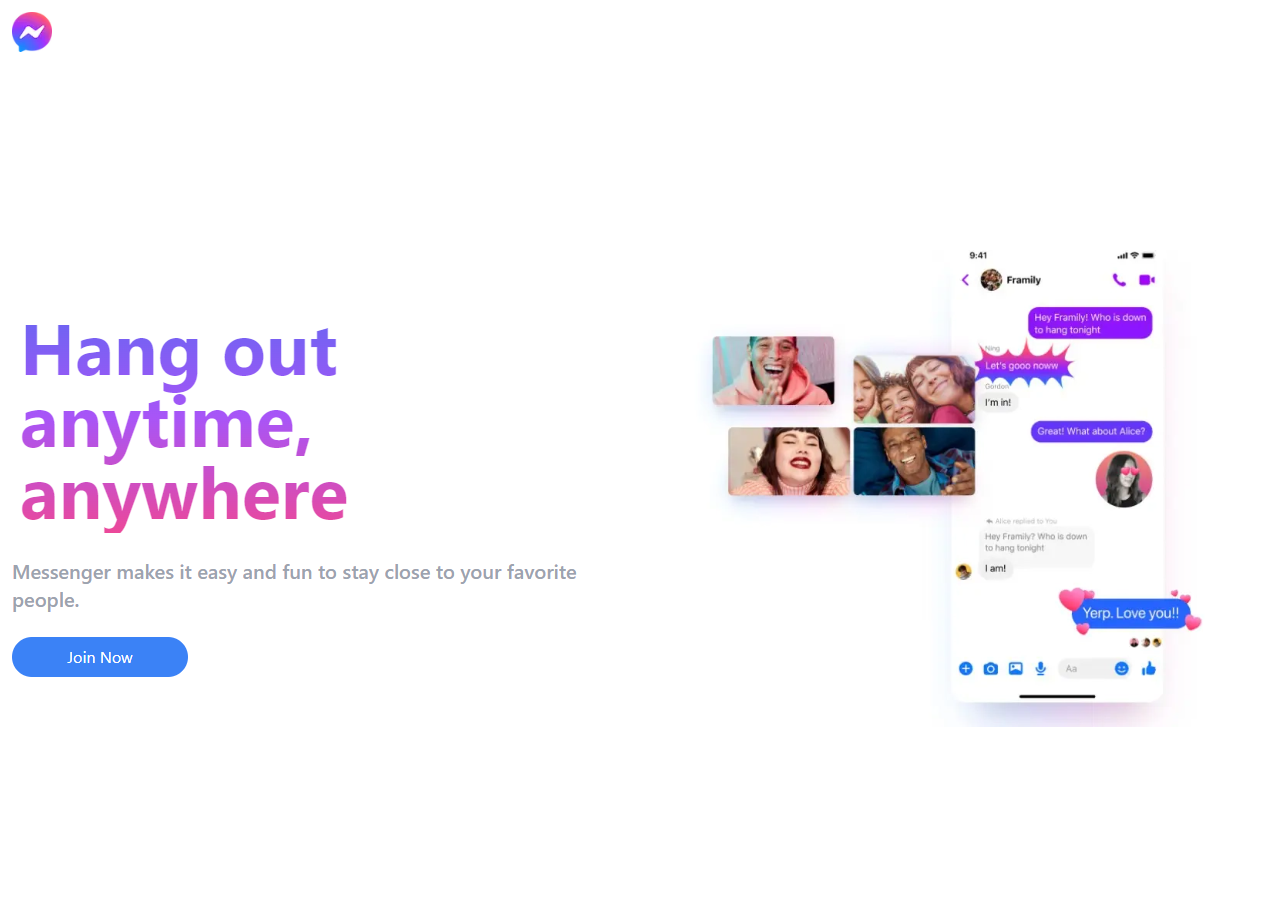 Hang out
anytime,
anywhere
Messenger makes it easy and fun to stay close to your favorite
people.
Join Now
9:41
Framily
Hey Framily! Who is down
to hang tonight
Ning
Let's gooo noww
Gordon
I'm in!
Great! What about Alice?
Alice replied to You
Hey Framily? Who is down
to hang tonight
I am!
Yerp. Love you!!
Aa